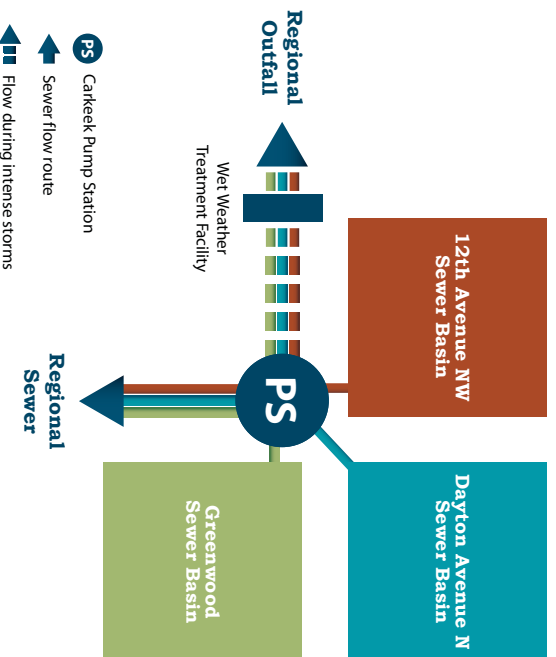 12th Avenue NW
Sewer Basin
Dayton Avenue N
Sewer Basin
Regional
Outfall
Wet Weather
Treatment Facility
PS
Greenwood
Sewer Basin
Regional
Sewer
PS Carkeek Pump Station
Sewer flow route
Flow during intense storms